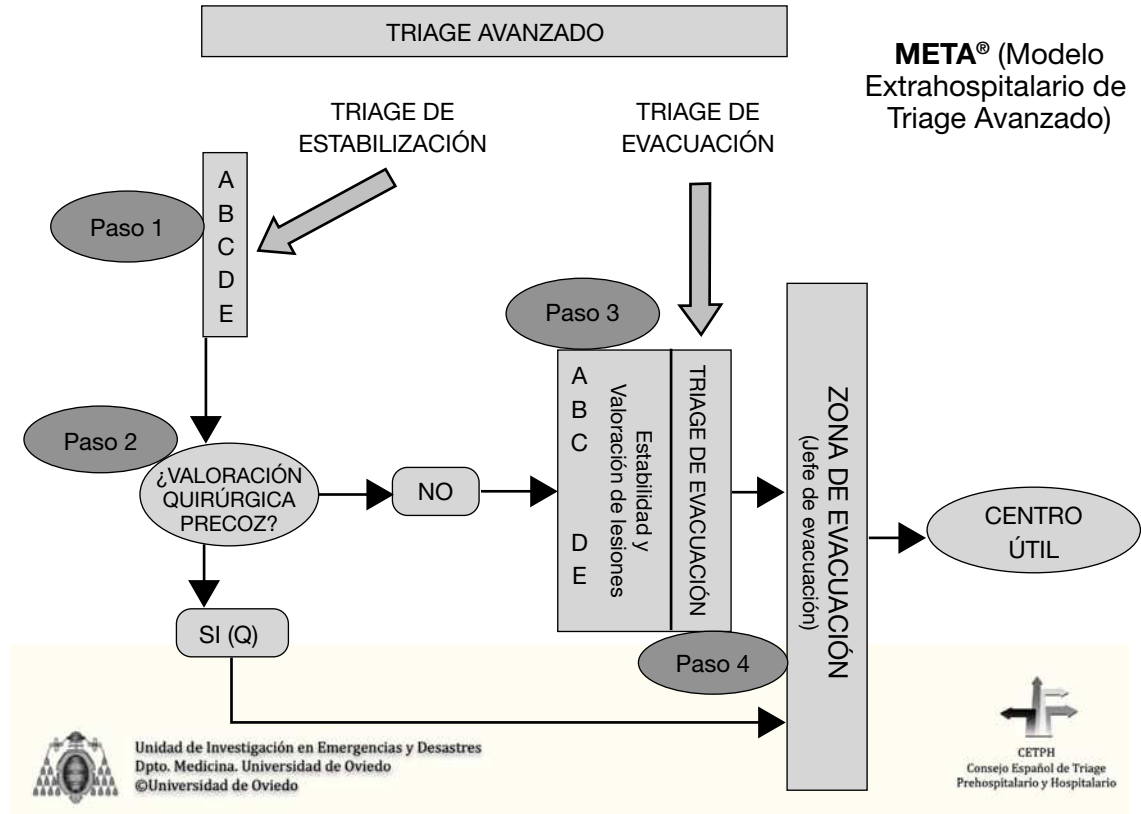 TRIAGE AVANZADO
META® (Modelo
Extrahospitalario de
Triage Avanzado)
TRIAGE DE
ESTABILIZACIÓN
TRIAGE DE
EVACUACIÓN
Paso 1
A
B
C
D
E
Paso 2
¿VALORACIÓN
QUIRÚRGICA
PRECOZ?
NO
SI (Q)
Paso 3
A
B
C
D
E
Estabilidad y
Valoración de lesiones
TRIAGE DE EVACUACIÓN
Paso 4
ZONA DE EVACUACIÓN
(Jefe de evacuación)
CENTRO
ÚTIL
Unidad de Investigación en Emergencias y Desastres
Dpto. Medicina. Universidad de Oviedo
©Universidad de Oviedo
CETPH
Consejo Español de Triage
Prehospitalario y Hospitalario